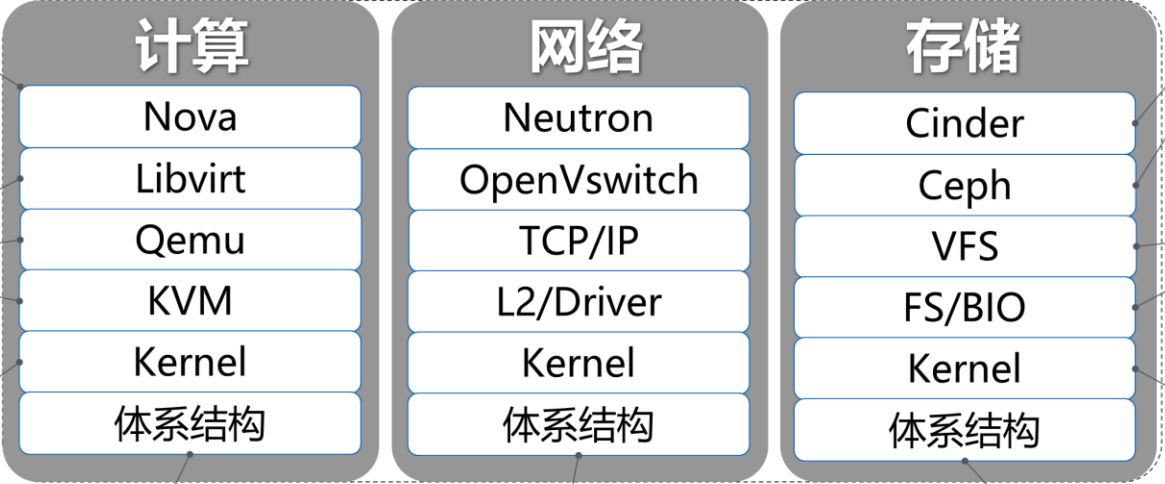 计算
Nova
Libvirt
Qemu
KVM
Kernel
体系结构
网络
Neutron
OpenVswitch
TCP/IP
L2/Driver
Kernel
体系结构
存储
Cinder
Ceph
VFS
FS/BIO
Kernel
体系结构